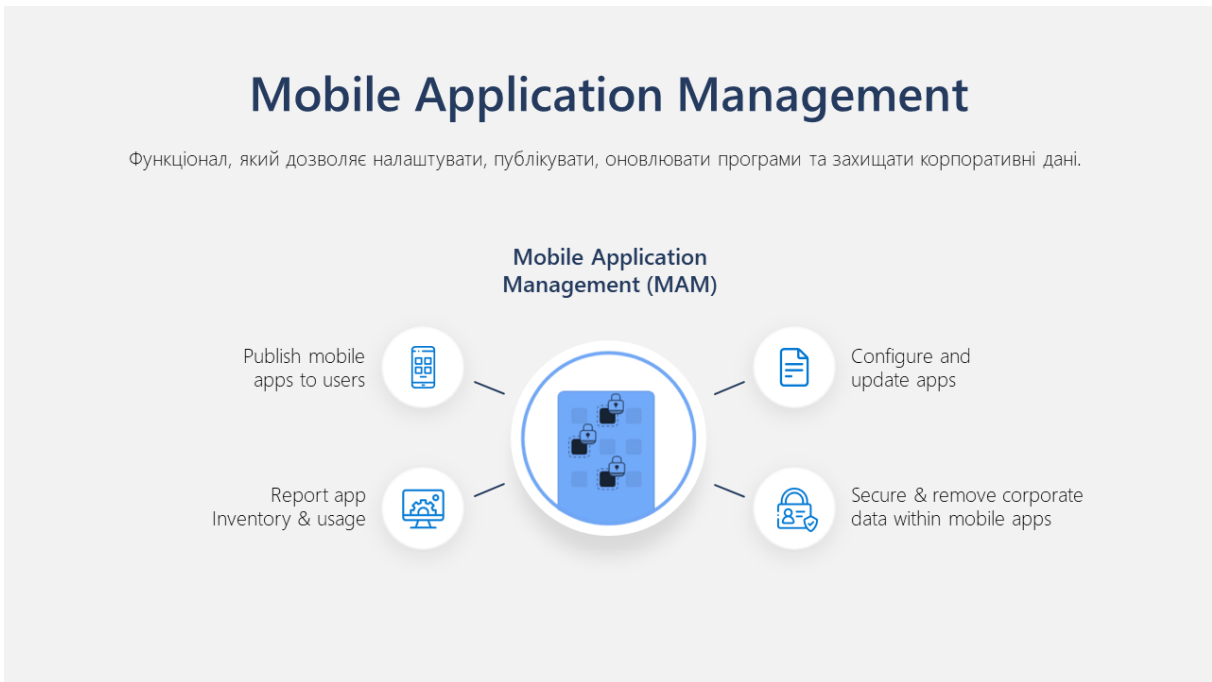 Mobile Application Management
Функціонал, який дозволяє налаштувати, публікувати, оновлювати програми та захищати корпоративні дані.
Mobile Application
Management (MAM)
Publish mobile
apps to users
Configure and
update apps
Report app
Inventory & usage
Secure & remove corporate
data within mobile apps